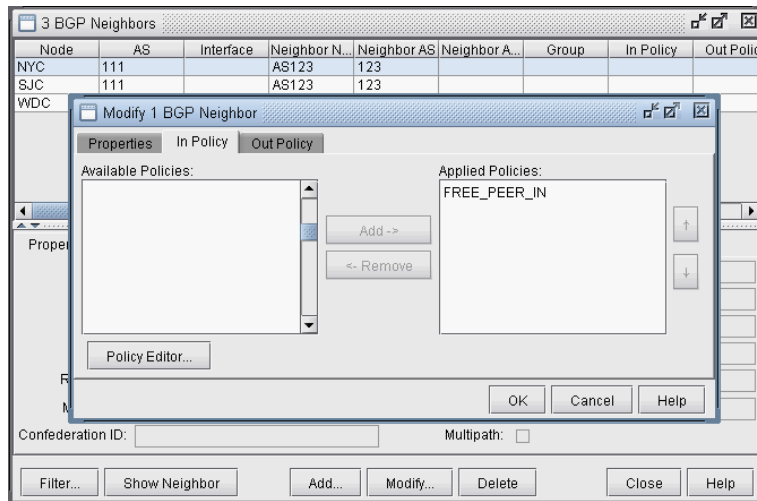 3 BGP Neighbors
Node AS Interface Neighbor N... Neighbor AS Neighbor A... Group In Policy Out Polic
NYC 111 AS123 123
SJC 111 AS123 123
WDC
Modify 1 BGP Neighbor
Properties In Policy Out Policy
Available Policies: Applied Policies:
FREE_PEER_IN
Add ->
<- Remove
Proper
Policy Editor...
R
OK Cancel Help
M
Confederation ID: Multipath:
Filter... Show Neighbor Add... Modify... Delete Close Help